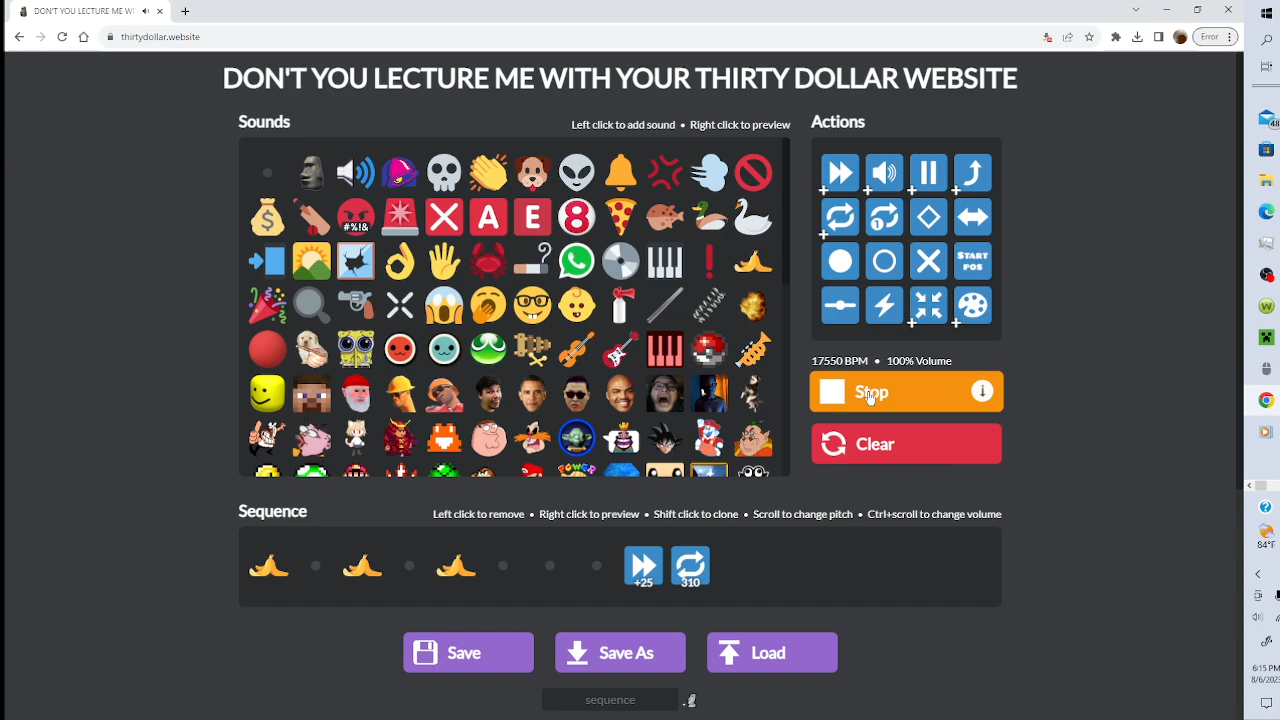 DON'T YOU LECTURE ME WI
thirtydollar.website
Error
DON'T YOU LECTURE ME WITH YOUR THIRTY DOLLAR WEBSITE
Sounds
Left click to add sound • Right click to preview
Actions
#%!&
A
E
8
1
START POS
17550 BPM • 100% Volume
Stop
Clear
Sequence
Left click to remove • Right click to preview • Shift click to clone • Scroll to change pitch • Ctrl+scroll to change volume
+25
310
Save
Save As
Load
sequence
48
84°F
6:15 PM